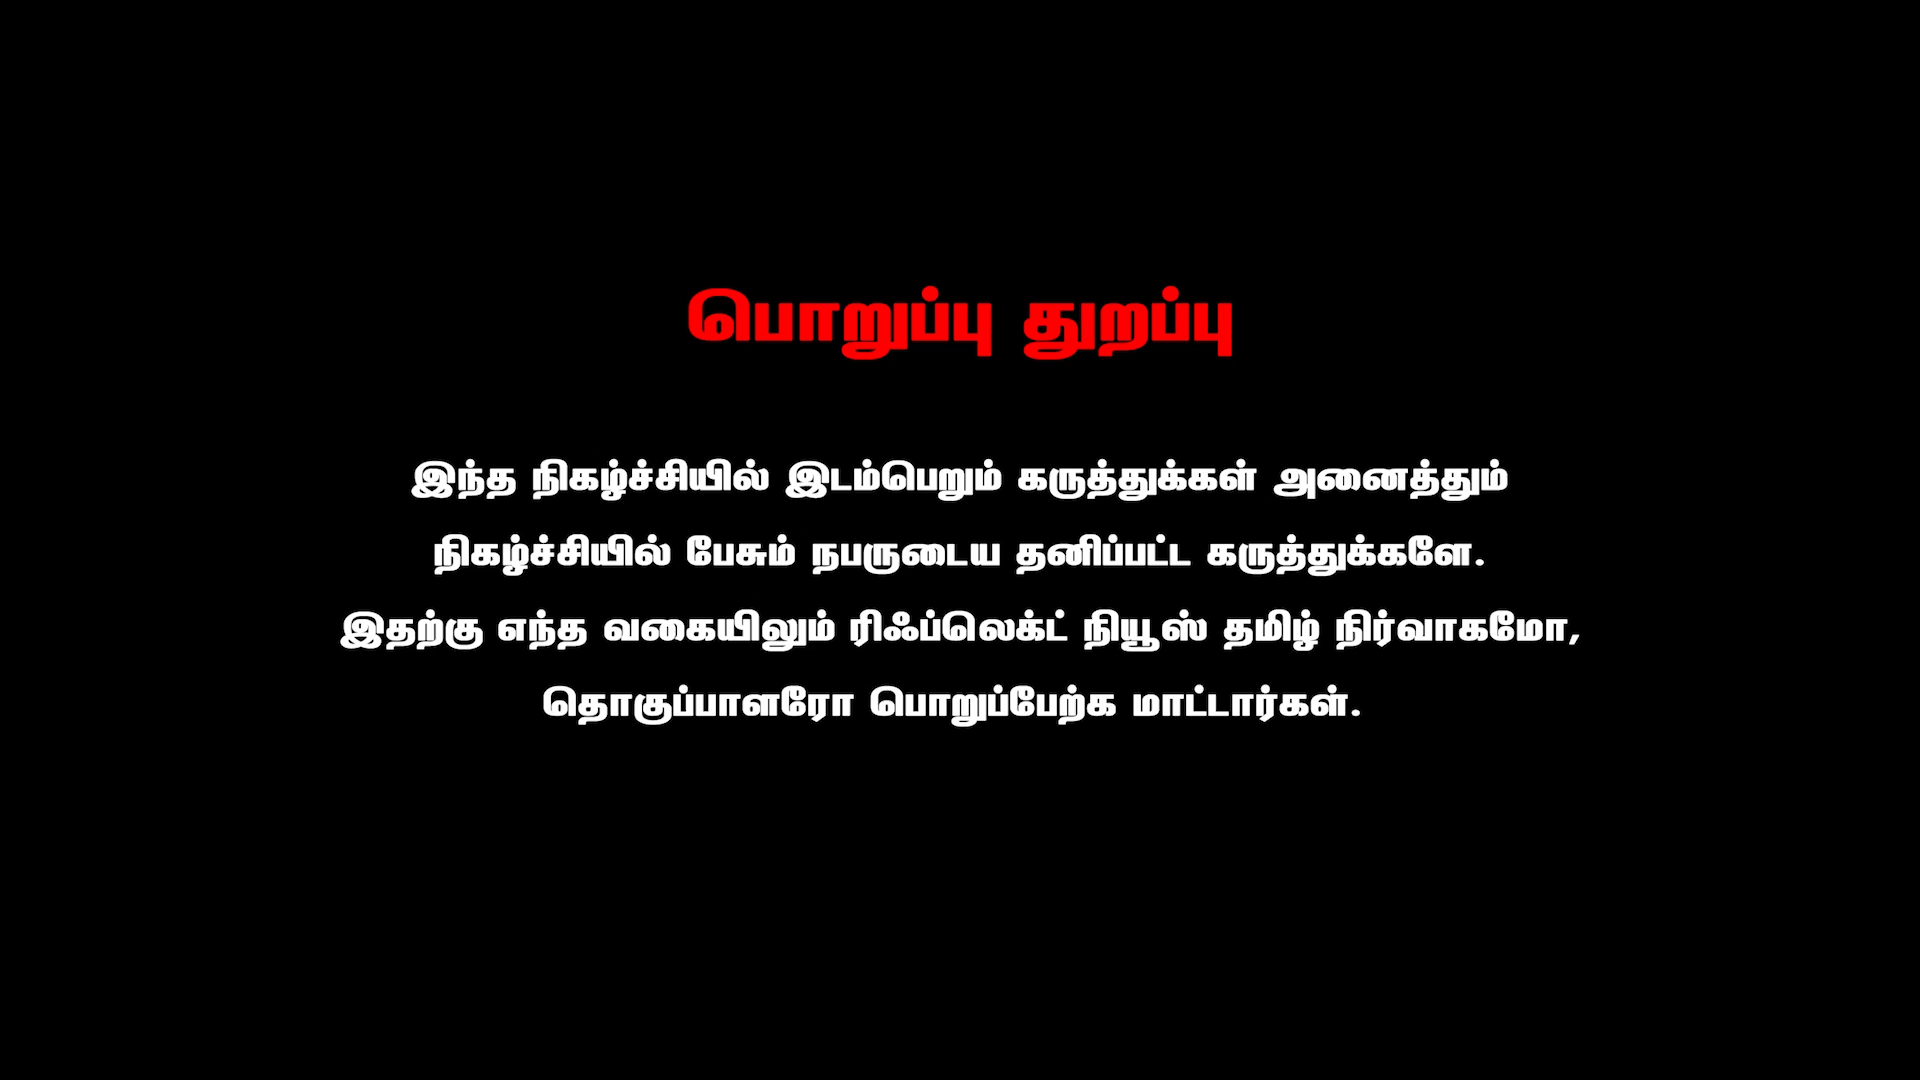 பொறுப்பு துறப்பு
இந்த நிகழ்ச்சியில் இடம்பெறும் கருத்துக்கள் அனைத்தும்
நிகழ்ச்சியில் பேசும் நபருடைய தனிப்பட்ட கருத்துக்களே.
இதற்கு எந்த வகையிலும் ரிஃப்லெக்ட் நியூஸ் தமிழ் நிர்வாகமோ,
தொகுப்பாளரோ பொறுப்பேற்க மாட்டார்கள்.